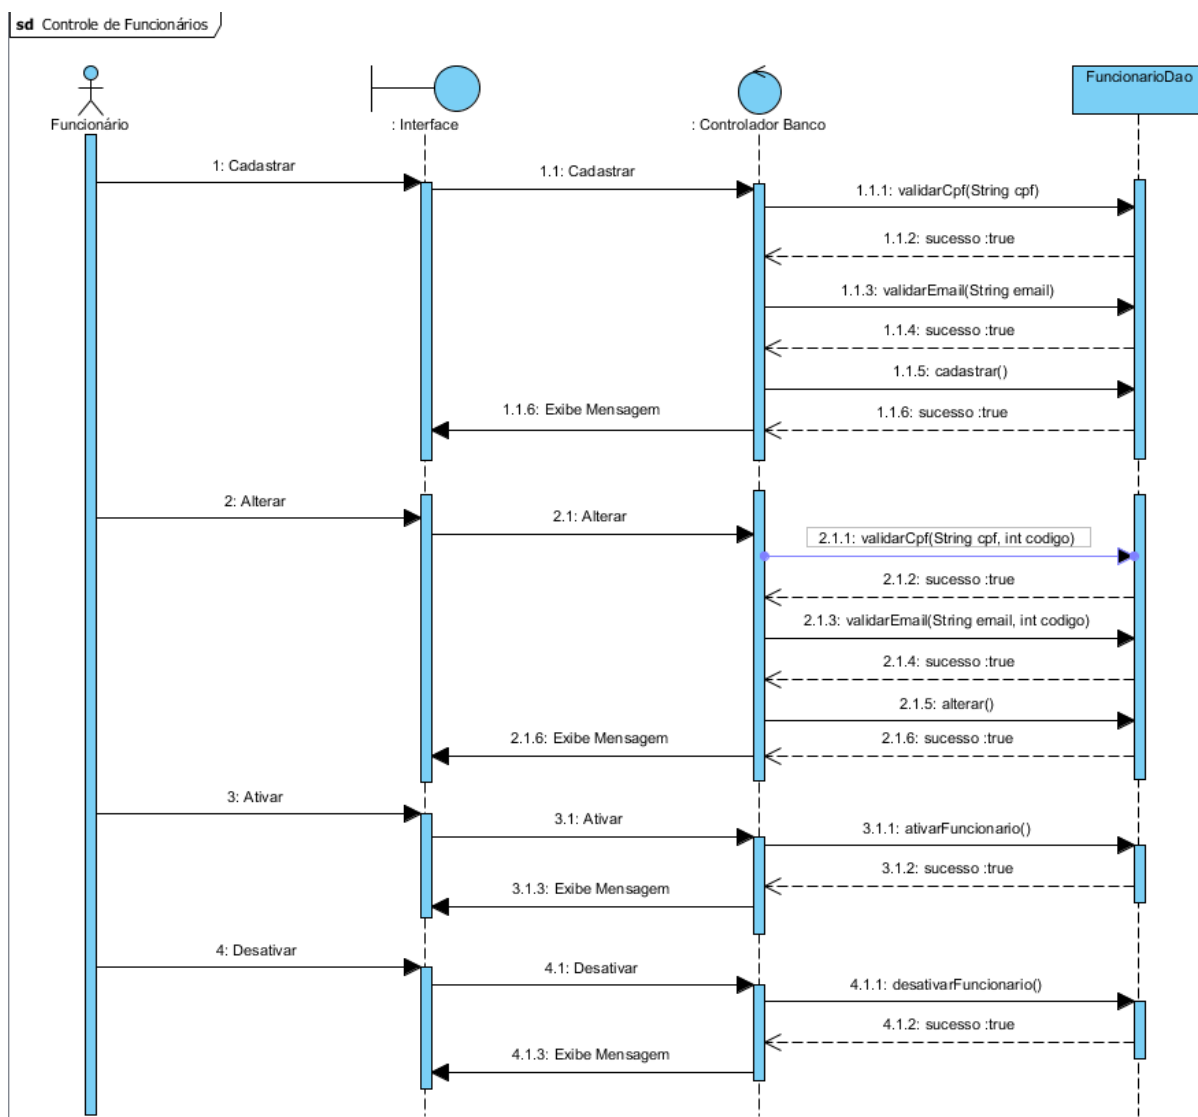 sd Controle de Funcionários
Funcionário
: Interface
: Controlador Banco
FuncionarioDao
1: Cadastrar
1.1: Cadastrar
1.1.1: validarCpf(String cpf)
1.1.2: sucesso :true
1.1.3: validarEmail(String email)
1.1.4: sucesso :true
1.1.5: cadastrar()
1.1.6: Exibe Mensagem
1.1.6: sucesso :true
2: Alterar
2.1: Alterar
2.1.1: validarCpf(String cpf, int codigo)
2.1.2: sucesso :true
2.1.3: validarEmail(String email, int codigo)
2.1.4: sucesso :true
2.1.5: alterar()
2.1.6: Exibe Mensagem
2.1.6: sucesso :true
3: Ativar
3.1: Ativar
3.1.1: ativarFuncionario()
3.1.2: sucesso :true
3.1.3: Exibe Mensagem
4: Desativar
4.1: Desativar
4.1.1: desativarFuncionario()
4.1.2: sucesso :true
4.1.3: Exibe Mensagem